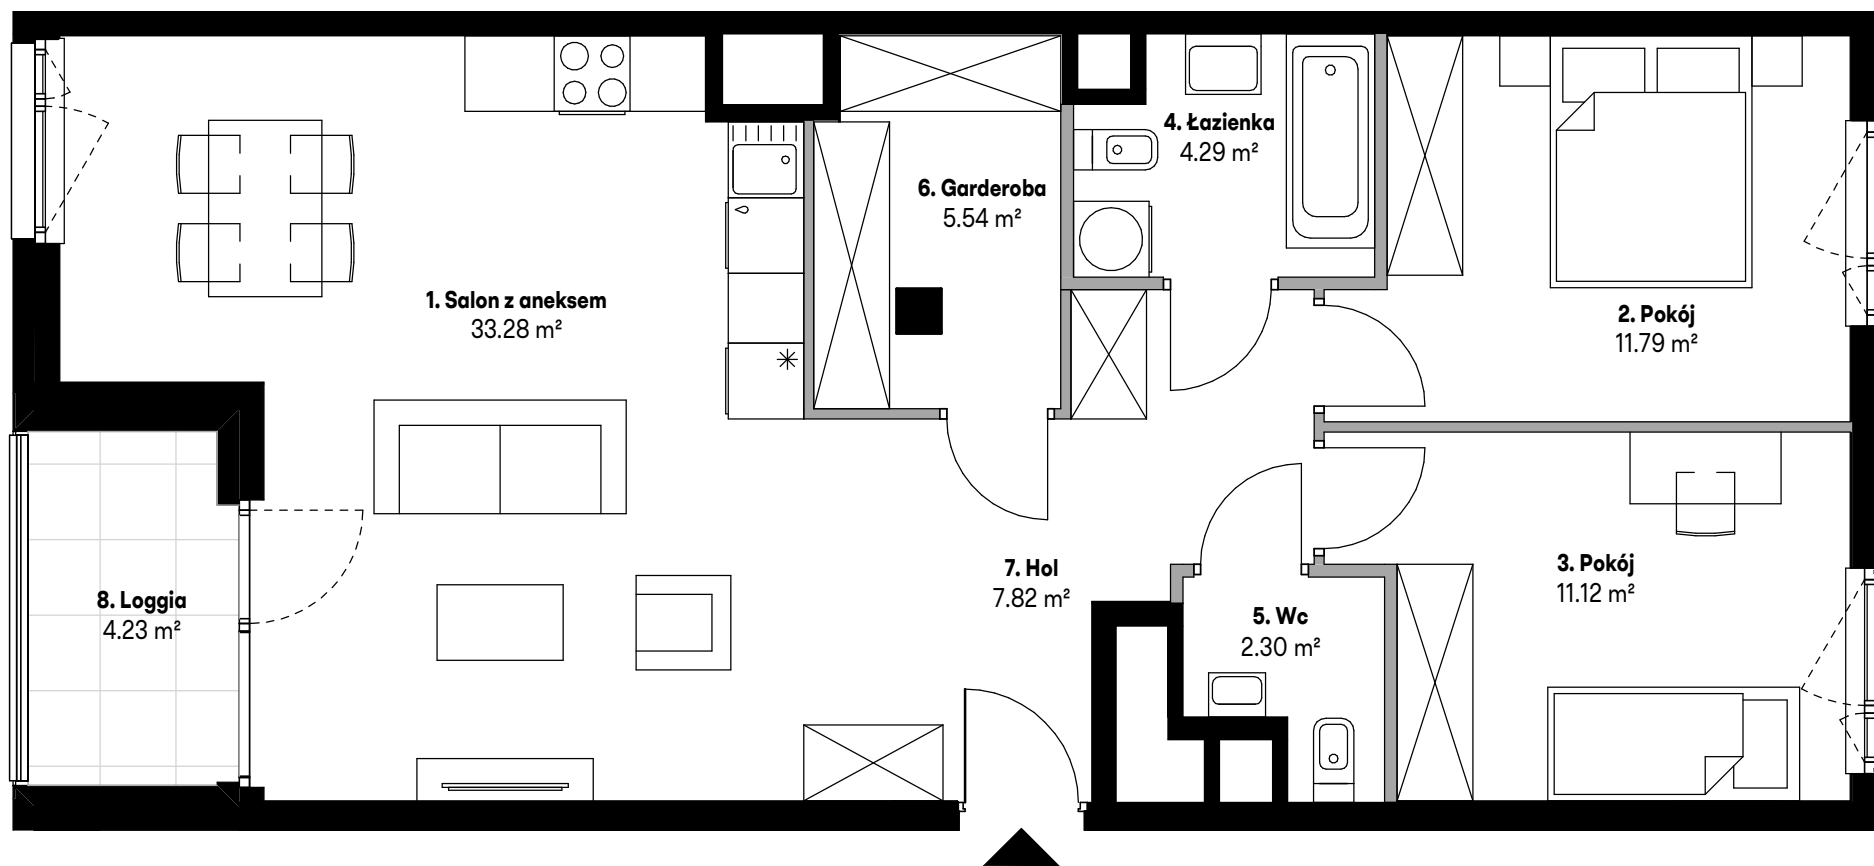 4. Łazienka
4.29 m²
6. Garderoba
5.54 m²
1. Salon z aneksem
33.28 m²
2. Pokój
11.79 m²
7. Hol
7.82 m²
3. Pokój
11.12 m²
8. Loggia
4.23 m²
5. Wc
2.30 m²